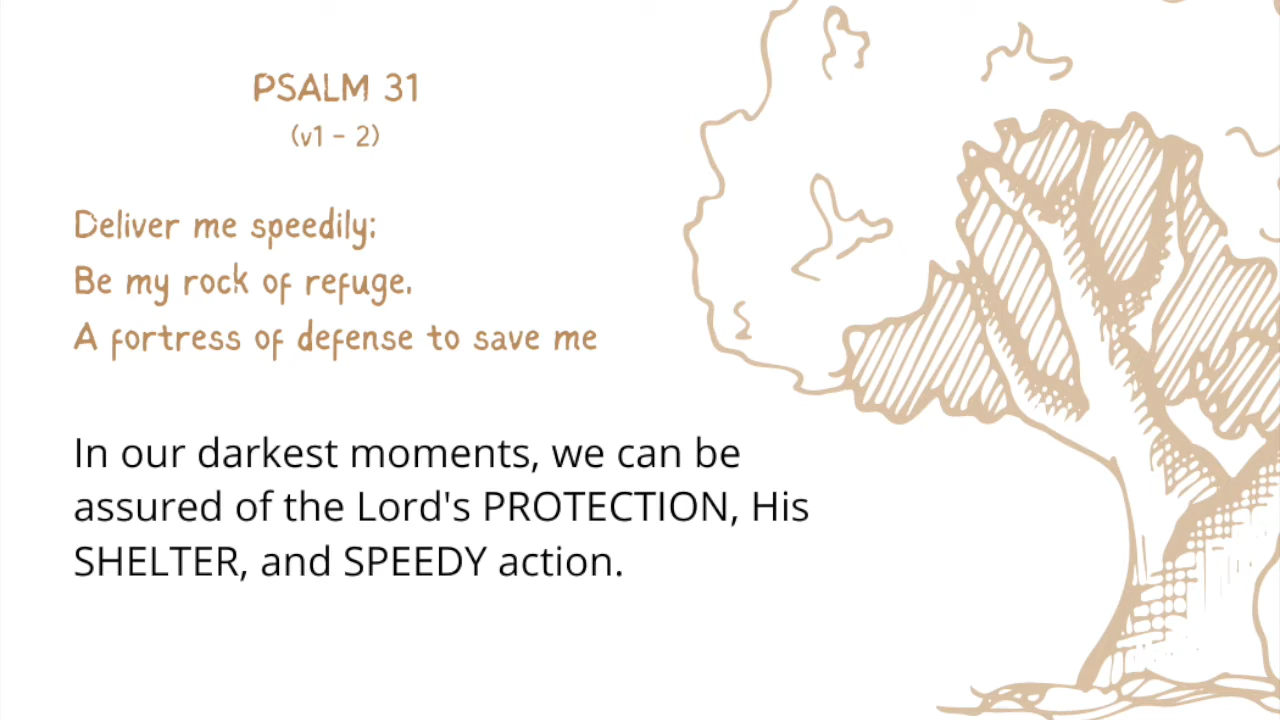 PSALM 31
(v1 - 2)
Deliver me speedily;
Be my rock of refuge.
A fortress of defense to save me
In our darkest moments, we can be
assured of the Lord's PROTECTION, His
SHELTER, and SPEEDY action.